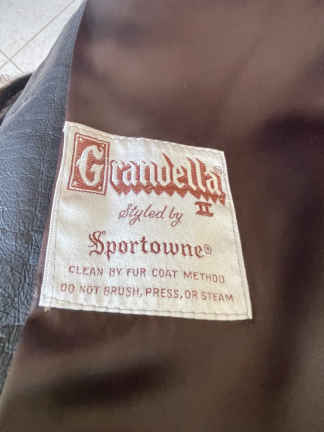 Grandella
II
Styled by
Sportowne®
CLEAN BY FUR COAT METHOD
DO NOT BRUSH, PRESS, OR STEAM